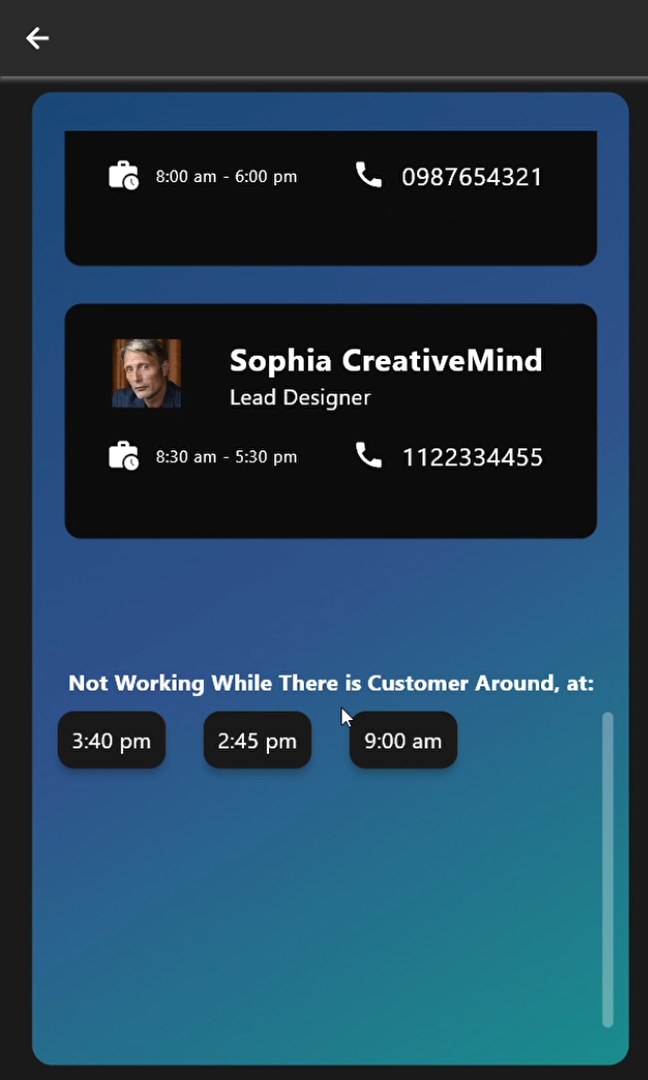 8:00 am - 6:00 pm 0987654321
Sophia CreativeMind
Lead Designer
8:30 am - 5:30 pm 1122334455
Not Working While There is Customer Around, at:
3:40 pm 2:45 pm 9:00 am